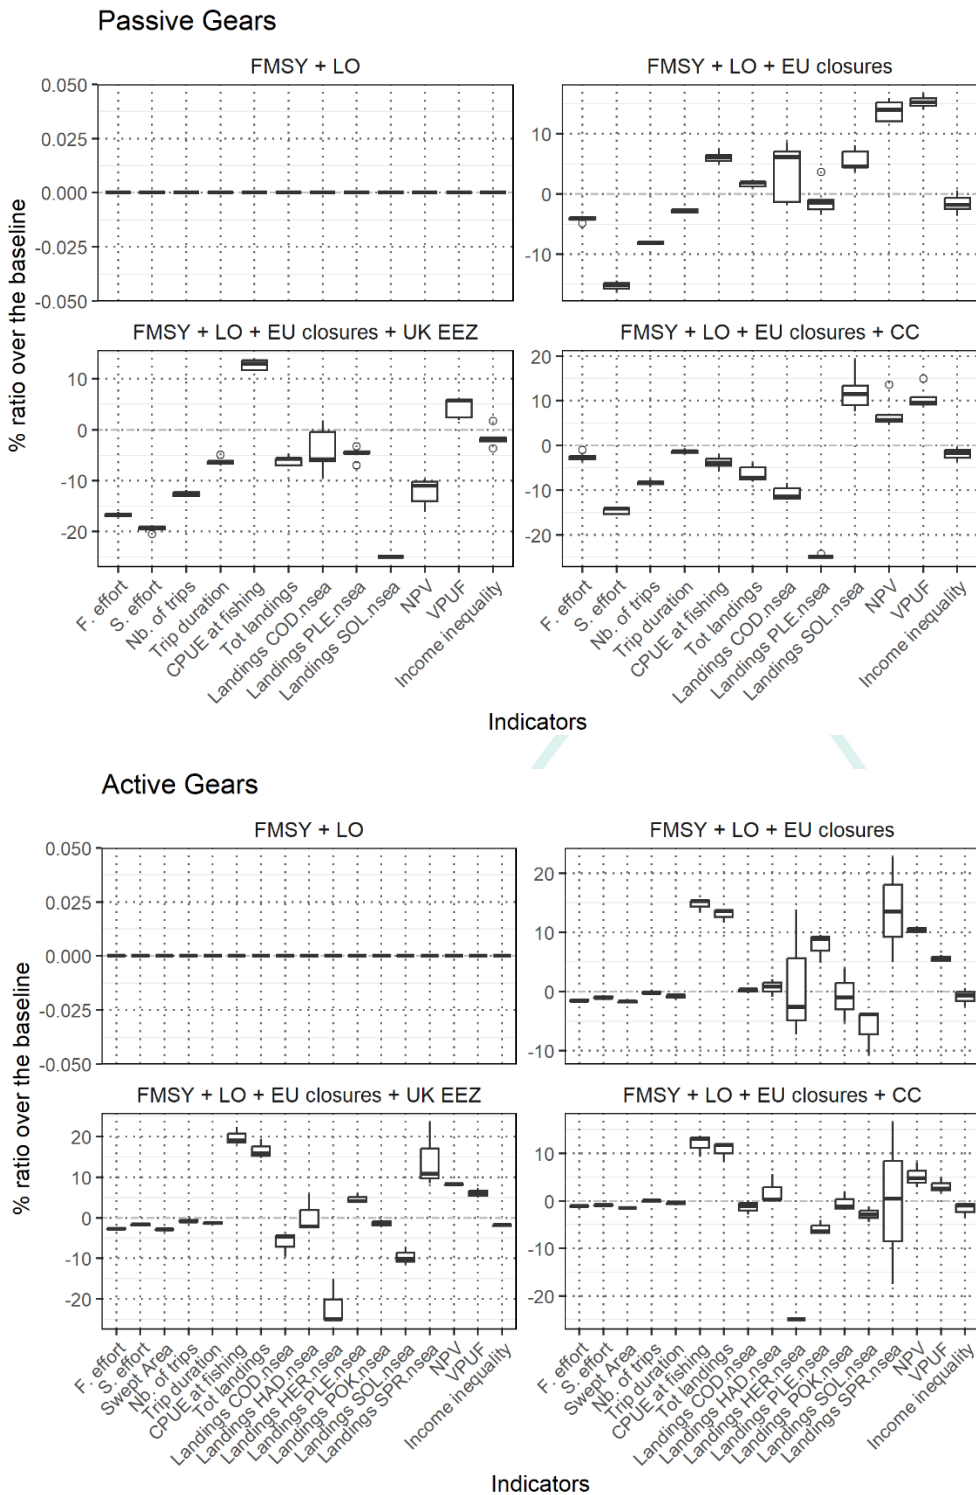 Passive Gears
FMSY + LO
FMSY + LO + EU closures
0.050
0.025
0.000
-0.025
-0.050
10
0
-10
FMSY + LO + EU closures + UK EEZ
FMSY + LO + EU closures + CC
10
0
-10
-20
20
10
0
-10
-20
% ratio over the baseline
F. effort
S. effort
Nb. of trips
Trip duration
CPUE at fishing
Tot landings
Landings COD.nsea
Landings PLE.nsea
Landings SOL.nsea
NPV
VPUF
Income inequality
F. effort
S. effort
Nb. of trips
Trip duration
CPUE at fishing
Tot landings
Landings COD.nsea
Landings PLE.nsea
Landings SOL.nsea
NPV
VPUF
Income inequality
Indicators
Active Gears
FMSY + LO
FMSY + LO + EU closures
0.050
0.025
0.000
-0.025
-0.050
20
10
0
-10
FMSY + LO + EU closures + UK EEZ
FMSY + LO + EU closures + CC
20
10
0
-10
-20
10
0
-10
-20
% ratio over the baseline
F. effort
S. effort
Swept Area
Nb. of trips
Trip duration
CPUE at fishing
Tot landings
Landings COD.nsea
Landings HAD.nsea
Landings HER.nsea
Landings PLE.nsea
Landings POK.nsea
Landings SOL.nsea
Landings SPR.nsea
NPV
VPUF
Income inequality
F. effort
S. effort
Swept Area
Nb. of trips
Trip duration
CPUE at fishing
Tot landings
Landings COD.nsea
Landings HAD.nsea
Landings HER.nsea
Landings PLE.nsea
Landings POK.nsea
Landings SOL.nsea
Landings SPR.nsea
NPV
VPUF
Income inequality
Indicators